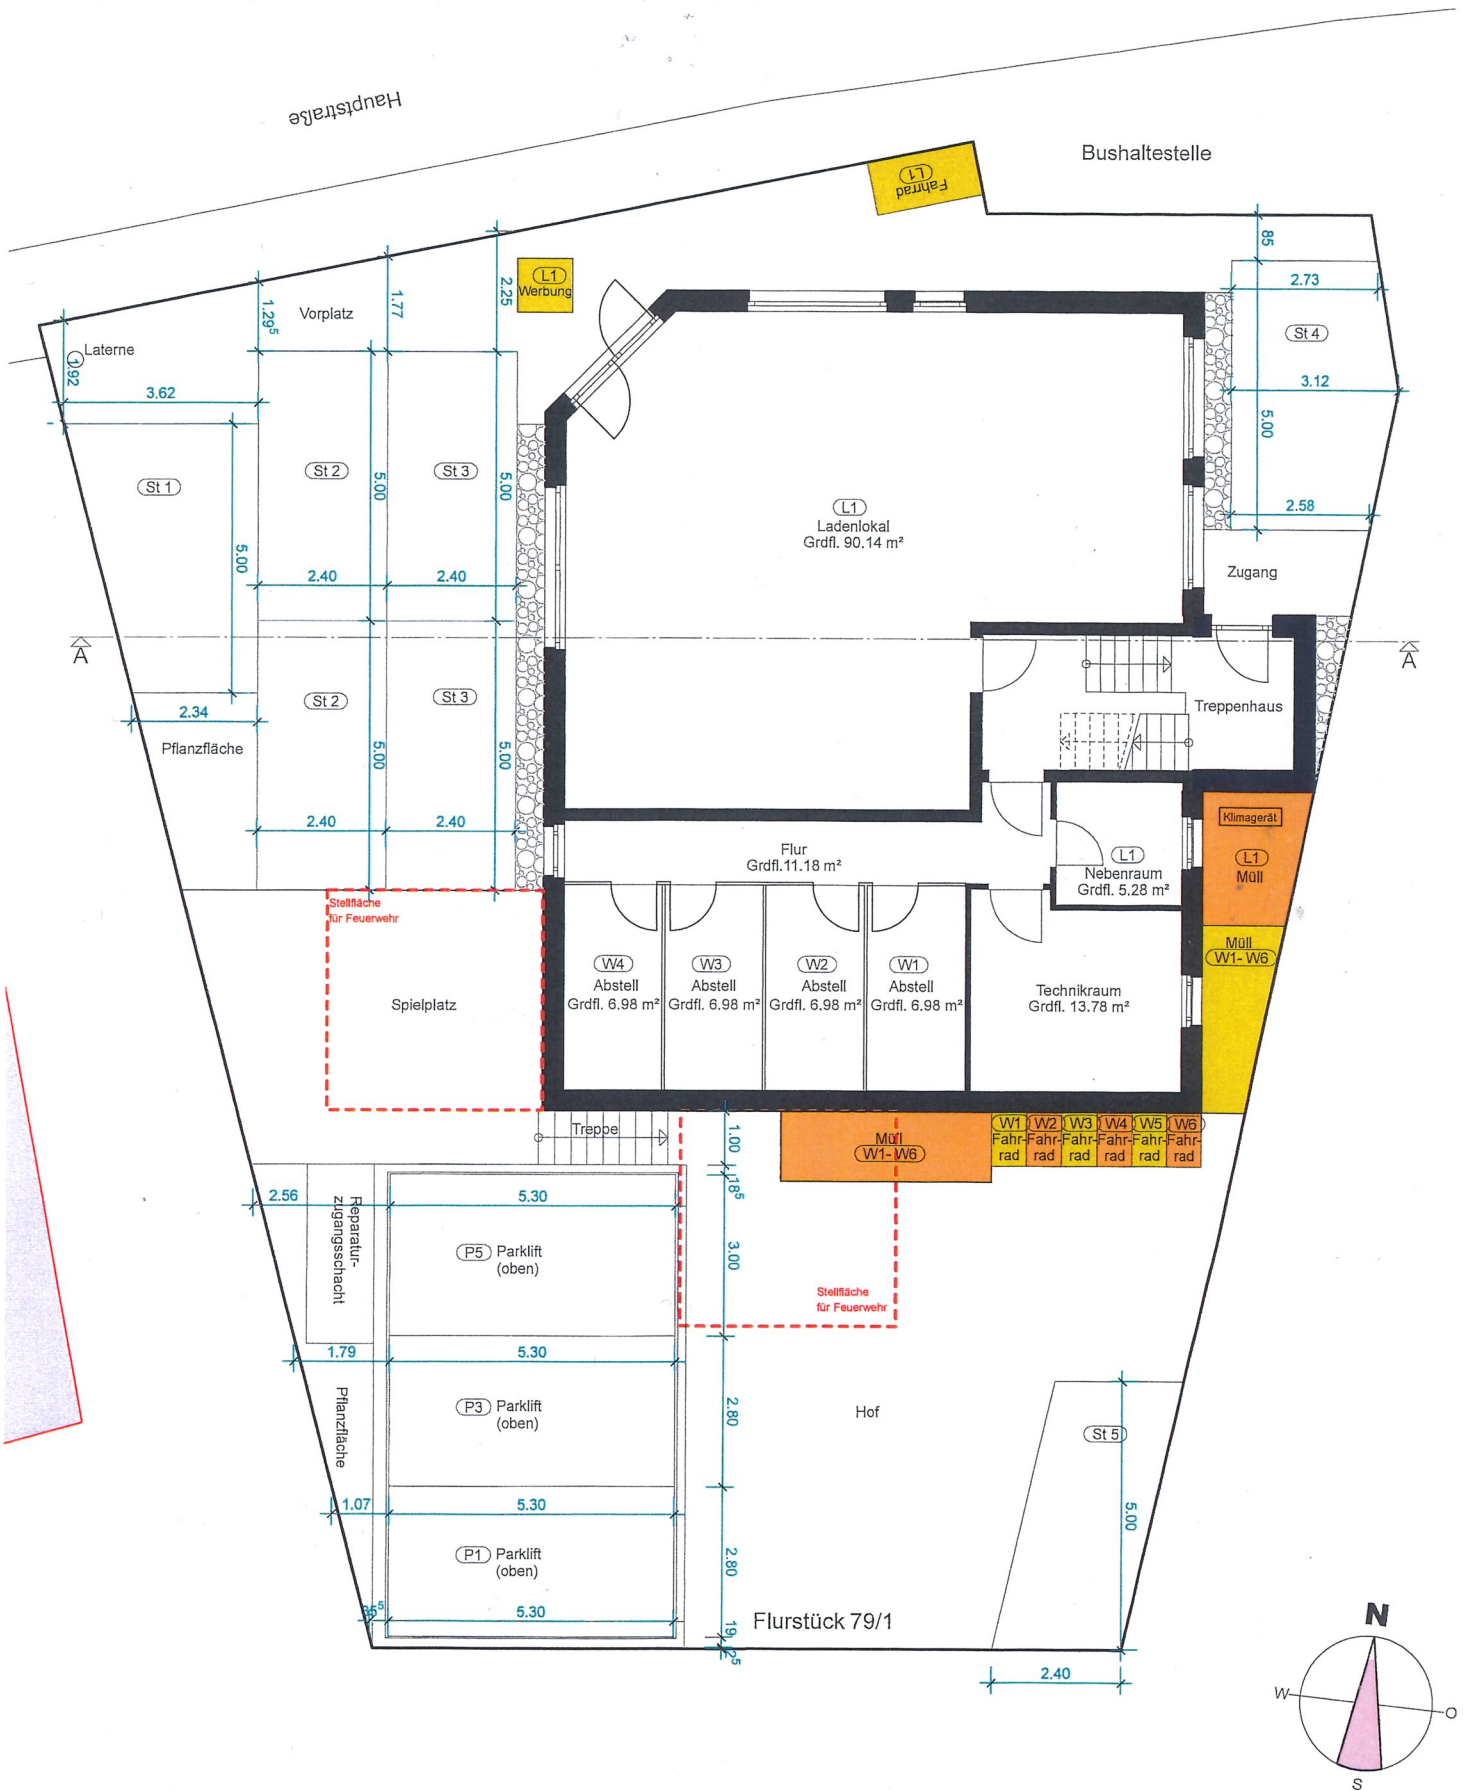 Hauptstraße
Bushaltestelle
L1
Fahrrad
85
2.25
1.77
1.29⁵
L1
Werbung
2.73
Vorplatz
St 4
Laterne
1.92
3.62
3.12
5.00
St 1
St 2
5.00
St 3
5.00
L1
Ladenlokal
Grdfl. 90.14 m²
2.58
5.00
2.40
2.40
Zugang
A
A
St 2
St 3
2.34
Treppenhaus
Pflanzfläche
5.00
5.00
2.40
2.40
Klimagerät
Flur
Grdfl.11.18 m²
L1
Nebenraum
Grdfl. 5.28 m²
L1
Müll
Stellfläche
für Feuerwehr
Müll
W1- W6
W4
Abstell
Grdfl. 6.98 m²
W3
Abstell
Grdfl. 6.98 m²
W2
Abstell
Grdfl. 6.98 m²
W1
Abstell
Grdfl. 6.98 m²
Spielplatz
Technikraum
Grdfl. 13.78 m²
Treppe
1.00
Müll
W1- W6
W1
Fahr-
rad
W2
Fahr-
rad
W3
Fahr-
rad
W4
Fahr-
rad
W5
Fahr-
rad
W6
Fahr-
rad
18⁵
2.56
5.30
Reparatur-
zugangsschacht
P5 Parklift
(oben)
3.00
Stellfläche
für Feuerwehr
1.79
5.30
Pflanzfläche
P3 Parklift
(oben)
2.80
Hof
St 5
1.07
5.30
5.00
P1 Parklift
(oben)
2.80
5.30
19
Flurstück 79/1
2.40
N
W
O
S